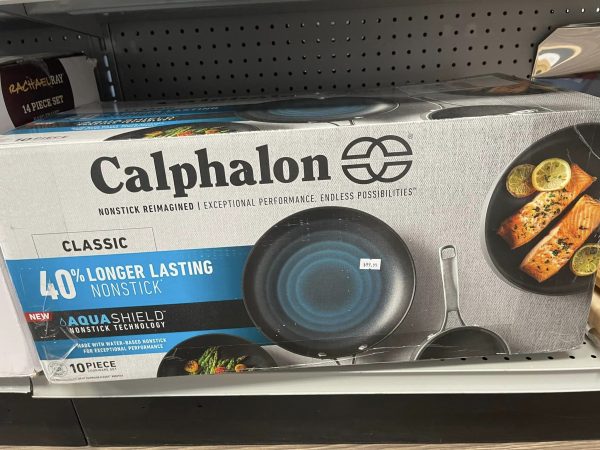 RACHAEL RAY
14 PIECE SET
Calphalon
NONSTICK REIMAGINED | EXCEPTIONAL PERFORMANCE. ENDLESS POSSIBILITIES™
CLASSIC
40% LONGER LASTING
NONSTICK*
NEW
AQUASHIELD
NONSTICK TECHNOLOGY
MADE WITH WATER-BASED NONSTICK
FOR EXCEPTIONAL PERFORMANCE
10 PIECE